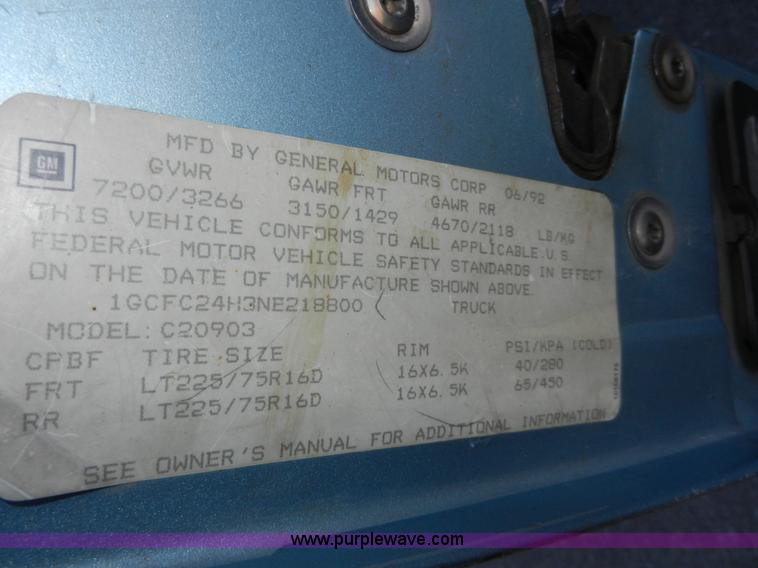 GM
MFD BY GENERAL MOTORS CORP 06/92
GVWR GAWR FRT GAWR RR
7200/3266 3150/1429 4670/2118 LB/KG
THIS VEHICLE CONFORMS TO ALL APPLICABLE U.S.
FEDERAL MOTOR VEHICLE SAFETY STANDARDS IN EFFECT
ON THE DATE OF MANUFACTURE SHOWN ABOVE.
1GCFC24H3NE218800 TRUCK
MODEL: C20903
CPBF TIRE SIZE RIM PSI/KPA (COLD)
FRT LT225/75R16D 16X6.5K 40/280
RR LT225/75R16D 16X6.5K 65/450
SEE OWNER'S MANUAL FOR ADDITIONAL INFORMATION
www.purplewave.com